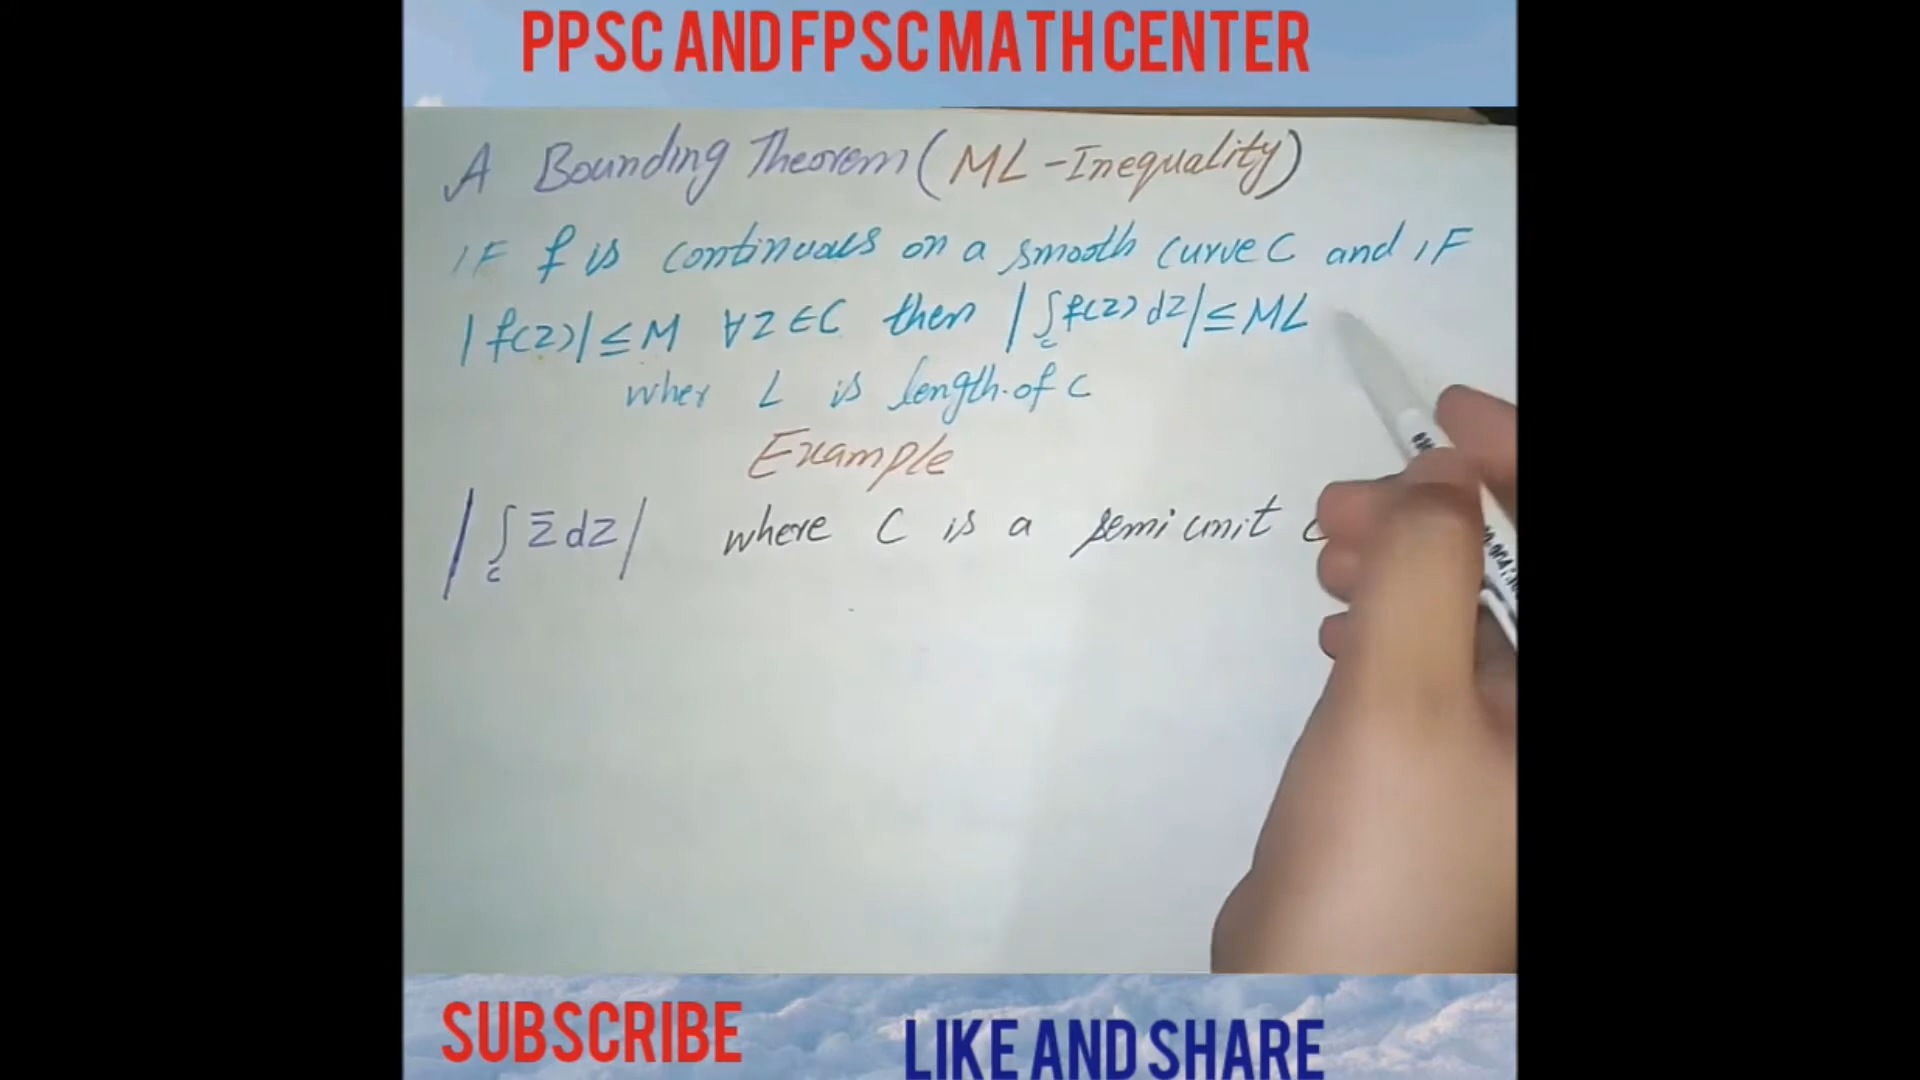 PPSC AND FPSC MATH CENTER
A Bounding Theorem (ML-Inequality)
IF f is continuous on a smooth curve C and IF
|f(z)| ≤ M ∀ z ∈ C then |∫c f(z) dz| ≤ ML
wher L is length of C
Example
|∫c z̄ dz| where C is a semi unit
SUBSCRIBE
LIKE AND SHARE